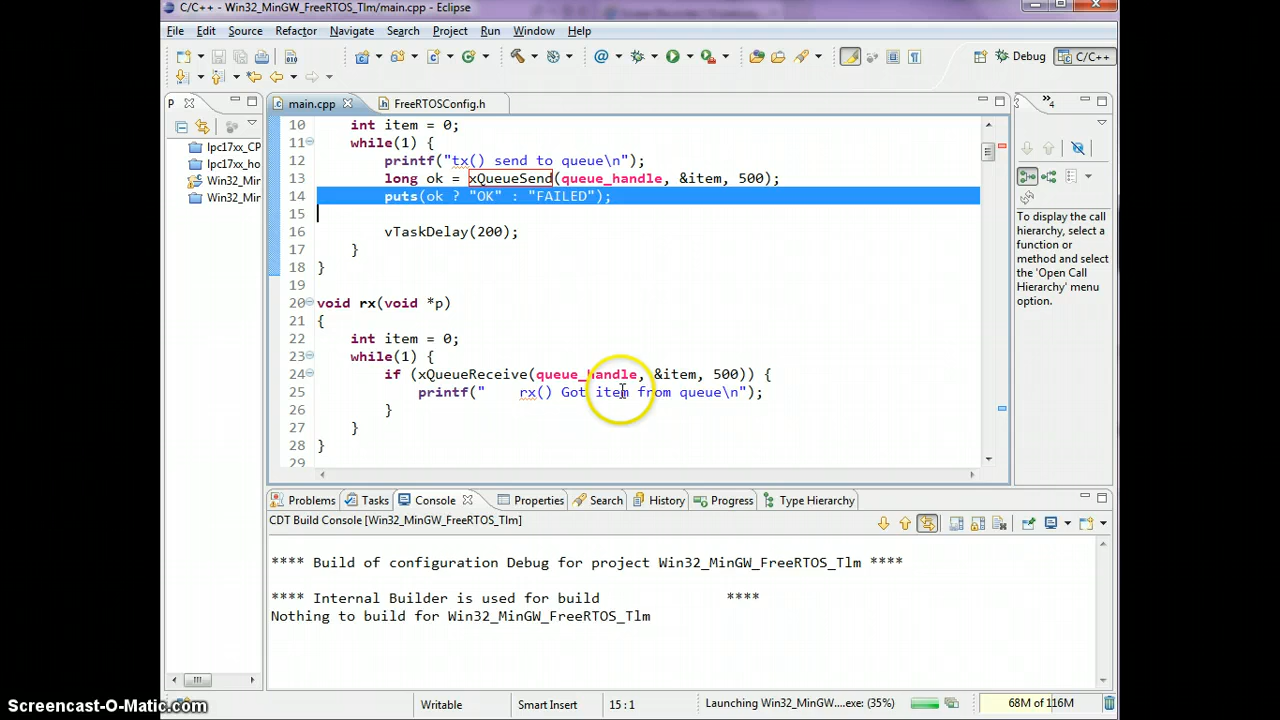 C/C++ - Win32_MinGW_FreeRTOS_Tlm/main.cpp - Eclipse
File Edit Source Refactor Navigate Search Project Run Window Help
Debug C/C++
P main.cpp FreeRTOSConfig.h 4
lpc17xx_CP
lpc17xx_ho
Win32_Min
Win32_Min
10 int item = 0;
11 while(1) {
12 printf("tx() send to queue\n");
13 long ok = xQueueSend(queue_handle, &item, 500);
14 puts(ok ? "OK" : "FAILED");
15
16 vTaskDelay(200);
17 }
18 }
19
20 void rx(void *p)
21 {
22 int item = 0;
23 while(1) {
24 if (xQueueReceive(queue_handle, &item, 500)) {
25 printf("    rx() Got item from queue\n");
26 }
27 }
28 }
29
To display the call
hierarchy, select a
function or
method and select
the 'Open Call
Hierarchy' menu
option.
Problems Tasks Console Properties Search History Progress Type Hierarchy
CDT Build Console [Win32_MinGW_FreeRTOS_Tlm]
**** Build of configuration Debug for project Win32_MinGW_FreeRTOS_Tlm ****
**** Internal Builder is used for build ****
Nothing to build for Win32_MinGW_FreeRTOS_Tlm
Writable Smart Insert 15 : 1 Launching Win32_MinGW....exe: (35%) 68M of 116M
Screencast-O-Matic.com